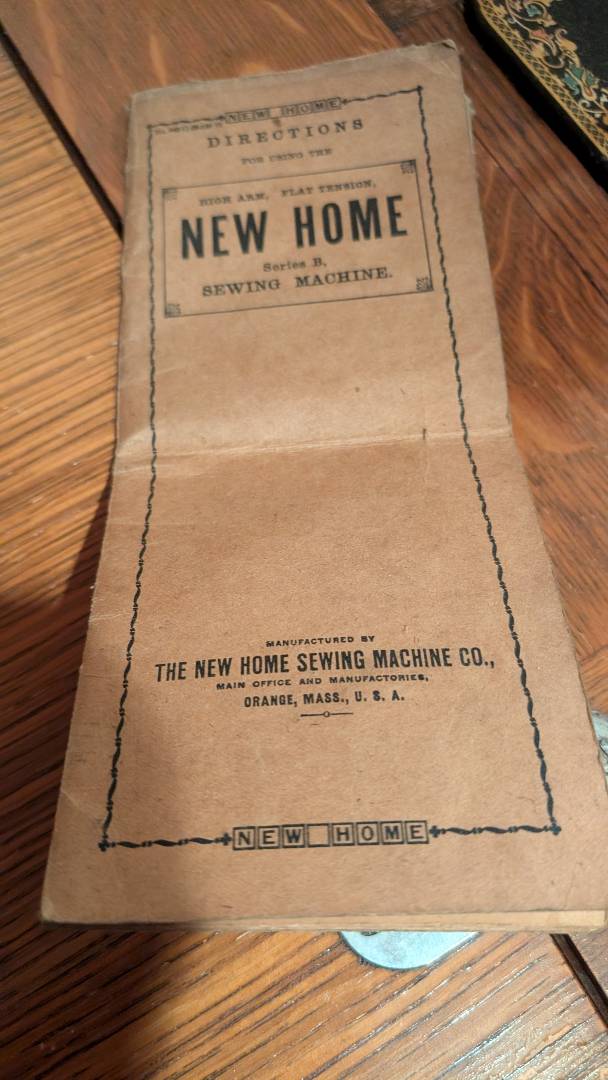 NEW HOME
DIRECTIONS
FOR USING THE
HIGH ARM, FLAT TENSION,
NEW HOME
Series B,
SEWING MACHINE.
MANUFACTURED BY
THE NEW HOME SEWING MACHINE CO.,
MAIN OFFICE AND MANUFACTORIES,
ORANGE, MASS., U. S. A.
NEW HOME